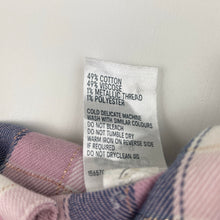 49% COTTON
49% VISCOSE
1% METALLIC THREAD
1% POLYESTER
COLD DELICATE MACHINE
WASH WITH SIMILAR COLOURS
DO NOT BLEACH
DO NOT TUMBLE DRY
WARM IRON ON REVERSE SIDE
IF REQUIRED
DO NOT DRYCLEAN